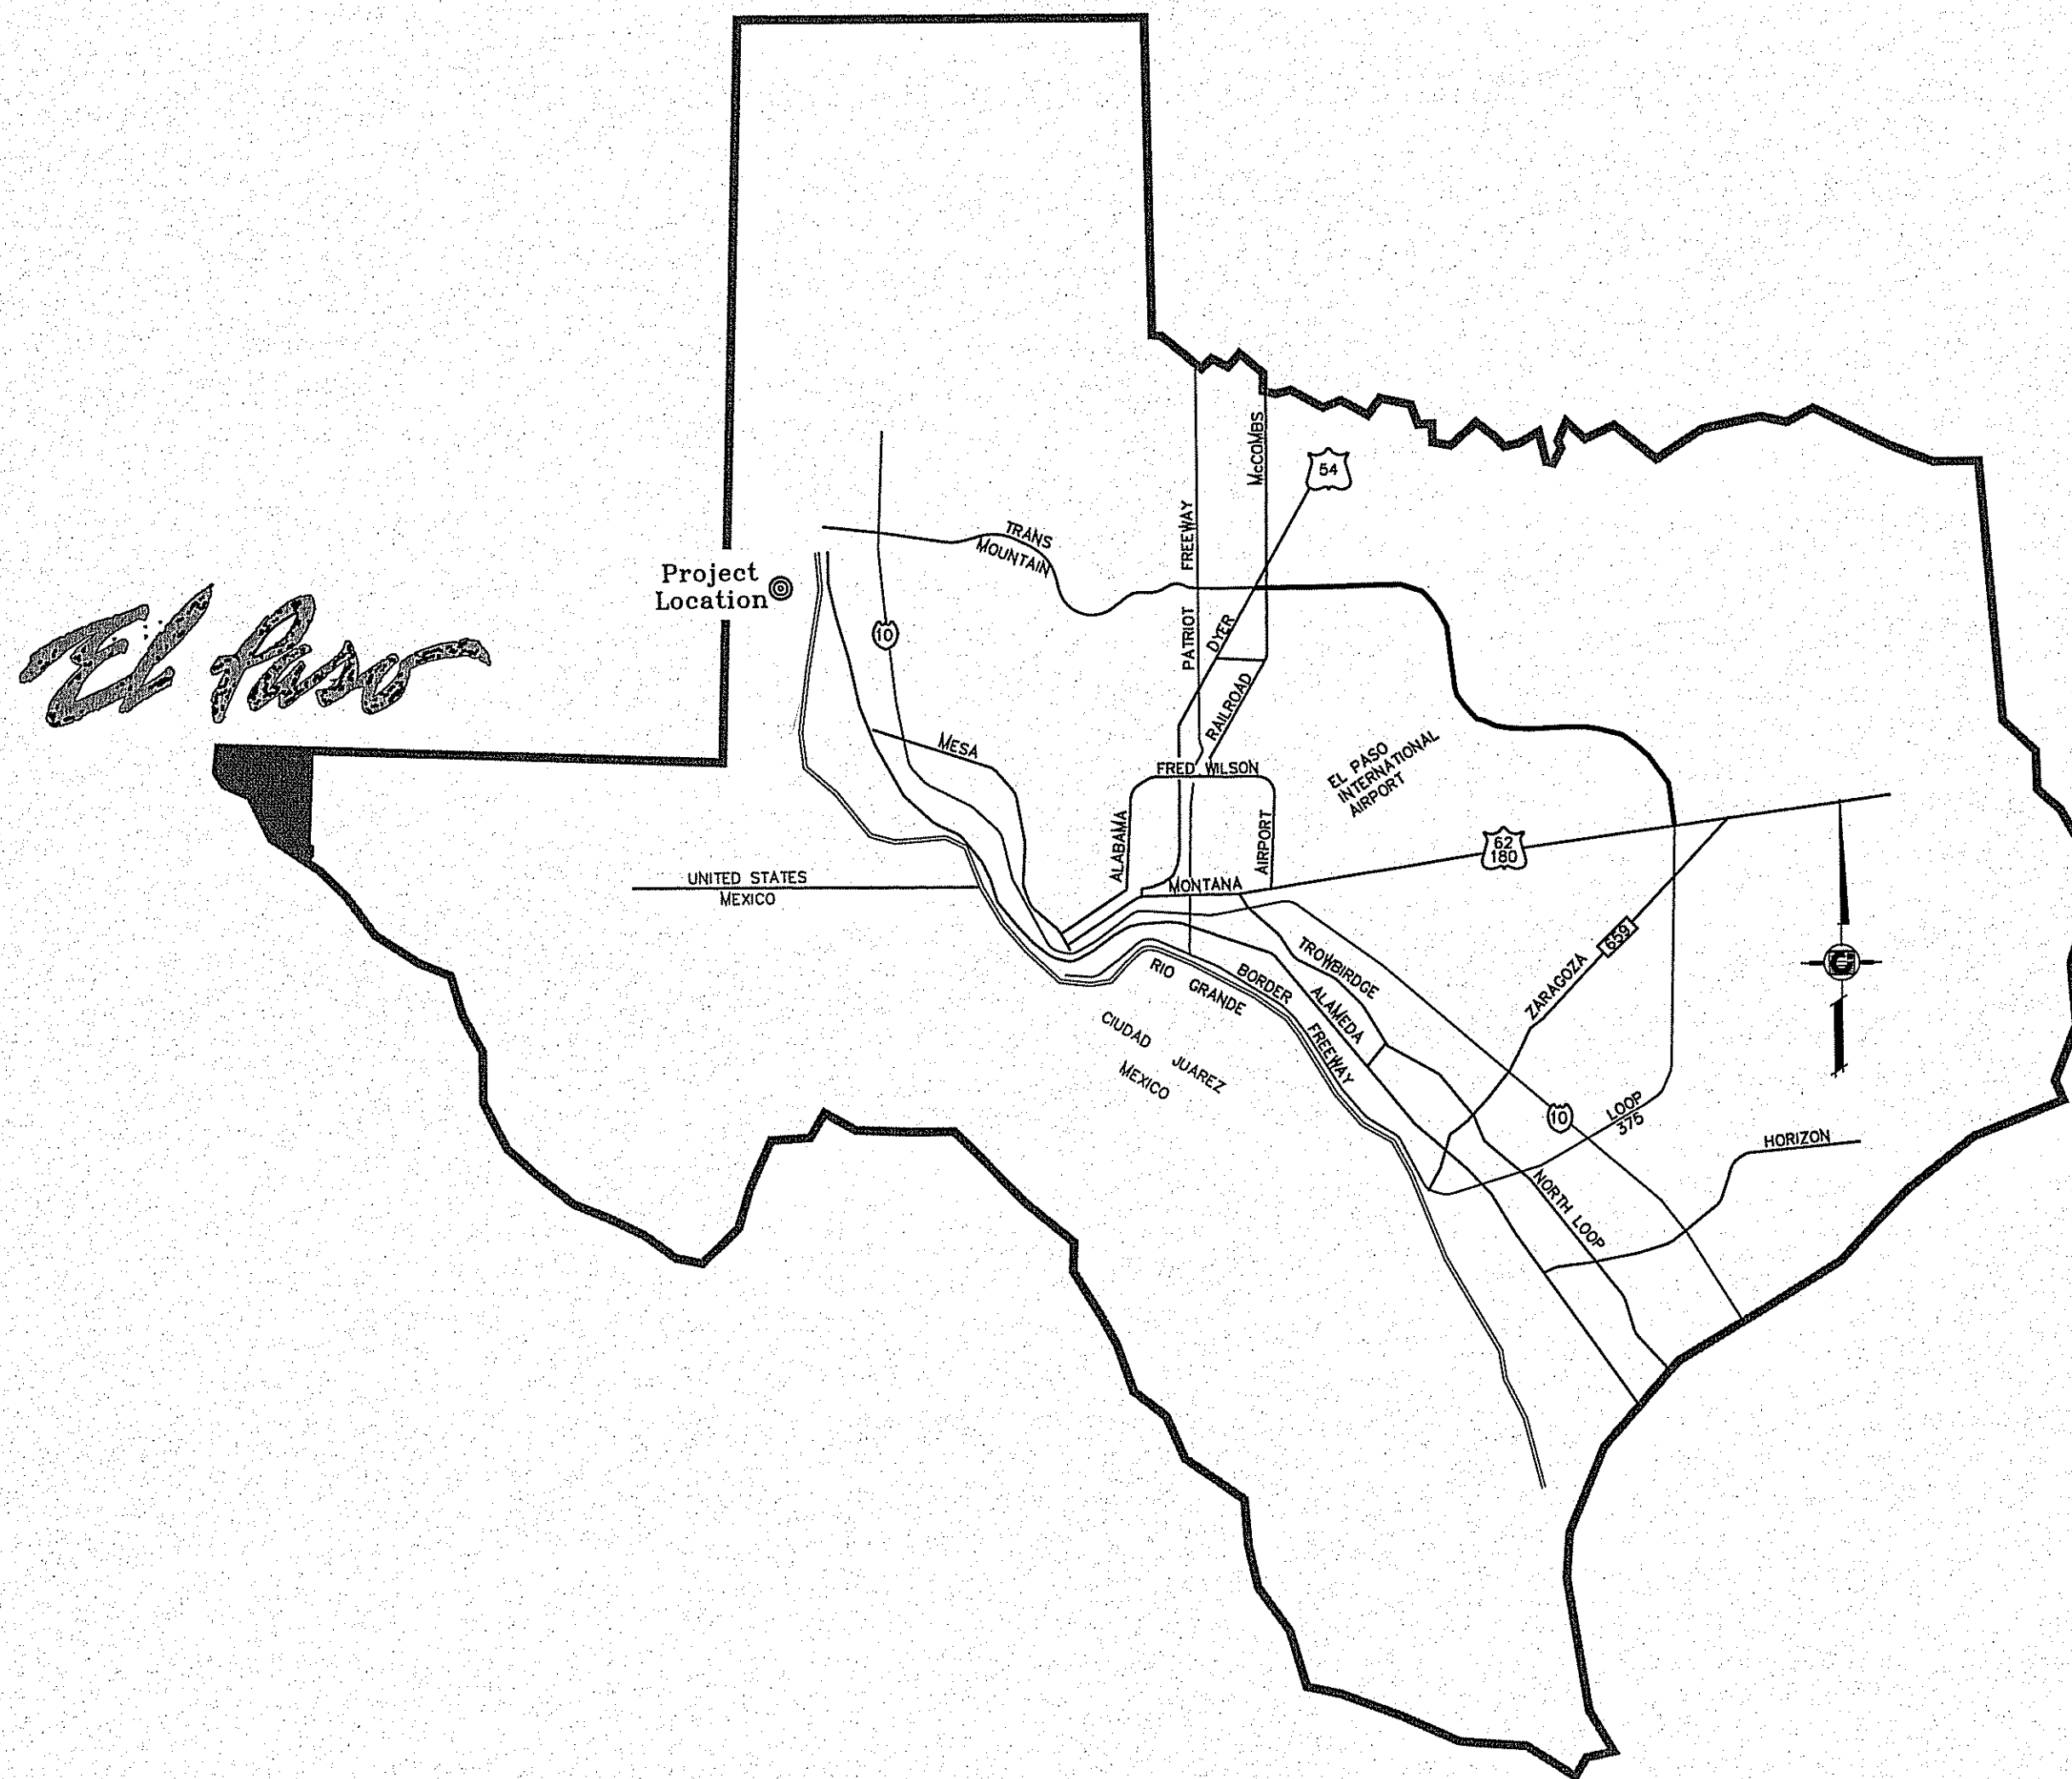 El Paso
Project
Location
TRANS
MOUNTAIN
10
PATRIOT FREEWAY
McCOMBS
54
DYER
RAILROAD
MESA
FRED WILSON
ALABAMA
AIRPORT
EL PASO
INTERNATIONAL
AIRPORT
62
180
MONTANA
UNITED STATES
MEXICO
RIO GRANDE
BORDER FREEWAY
ALAMEDA
TROWBIRDGE
ZARAGOZA
659
CIUDAD JUAREZ
MEXICO
10
LOOP
375
HORIZON
NORTH LOOP